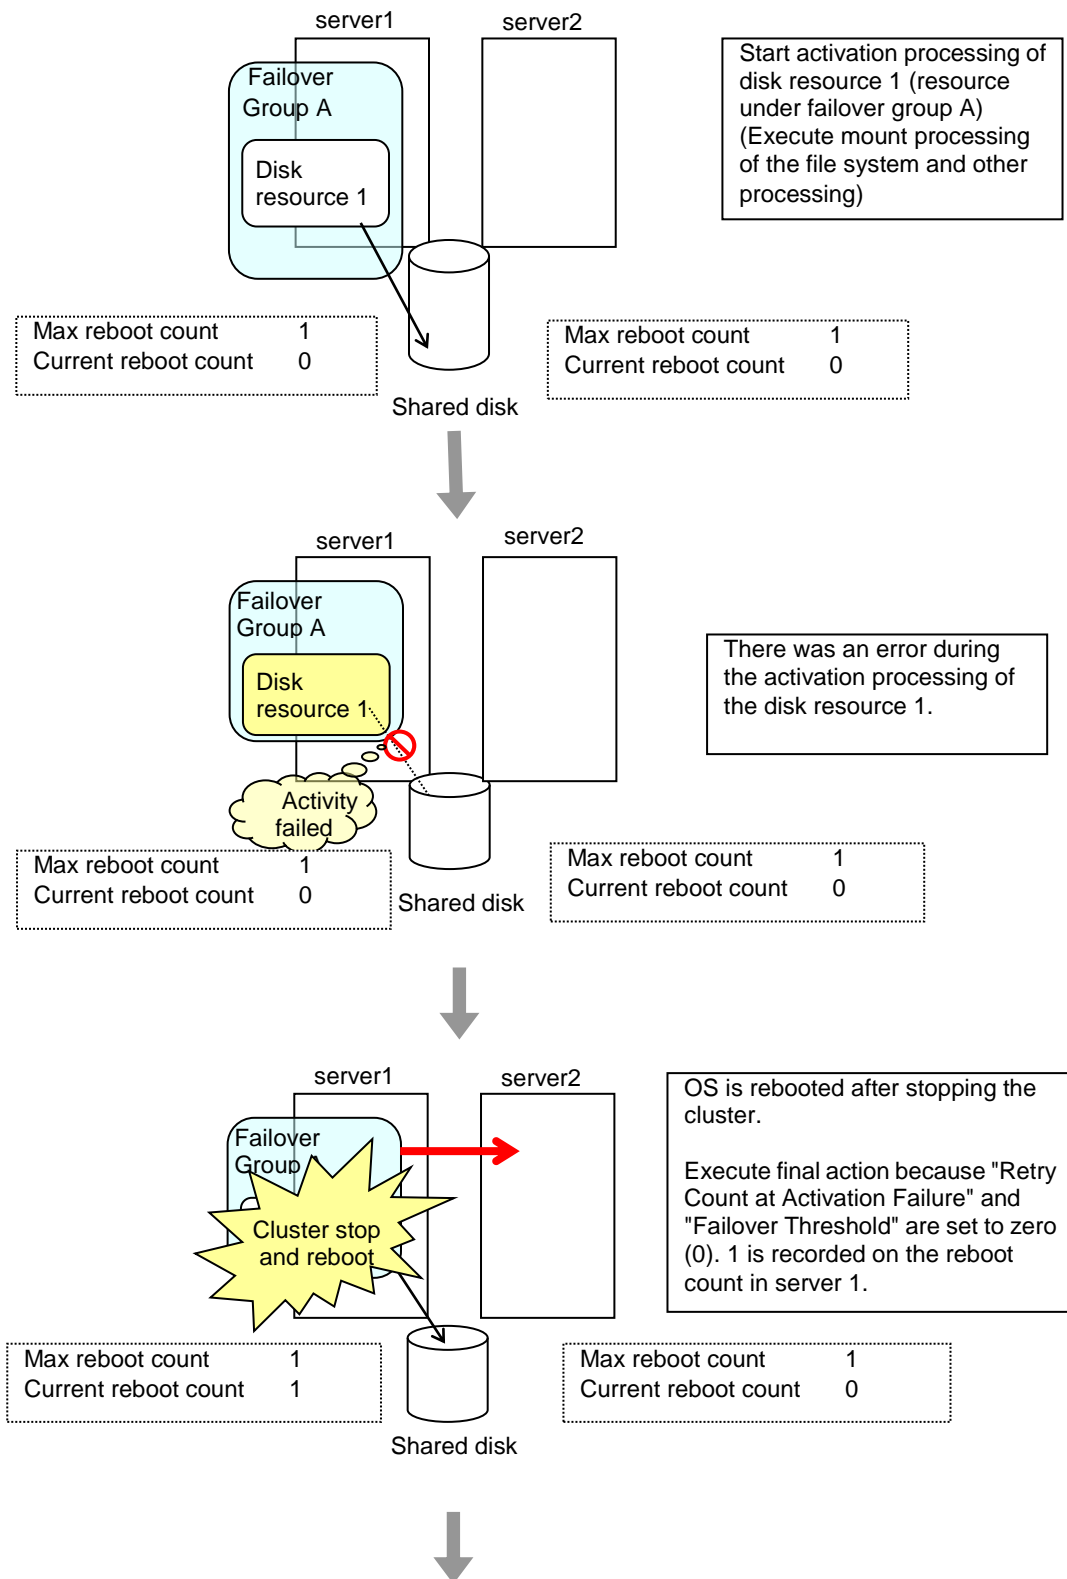 server1
server2
Failover
Group A
Disk
resource 1
Start activation processing of
disk resource 1 (resource
under failover group A)
(Execute mount processing
of the file system and other
processing)
Max reboot count 1
Current reboot count 0
Max reboot count 1
Current reboot count 0
Shared disk
server1
server2
Failover
Group A
Disk
resource 1
There was an error during
the activation processing of
the disk resource 1.
Activity
failed
Max reboot count 1
Current reboot count 0
Max reboot count 1
Current reboot count 0
Shared disk
server1
server2
Failover
Group
Cluster stop
and reboot
OS is rebooted after stopping the
cluster.
Execute final action because "Retry
Count at Activation Failure" and
"Failover Threshold" are set to zero
(0). 1 is recorded on the reboot
count in server 1.
Max reboot count 1
Current reboot count 1
Max reboot count 1
Current reboot count 0
Shared disk